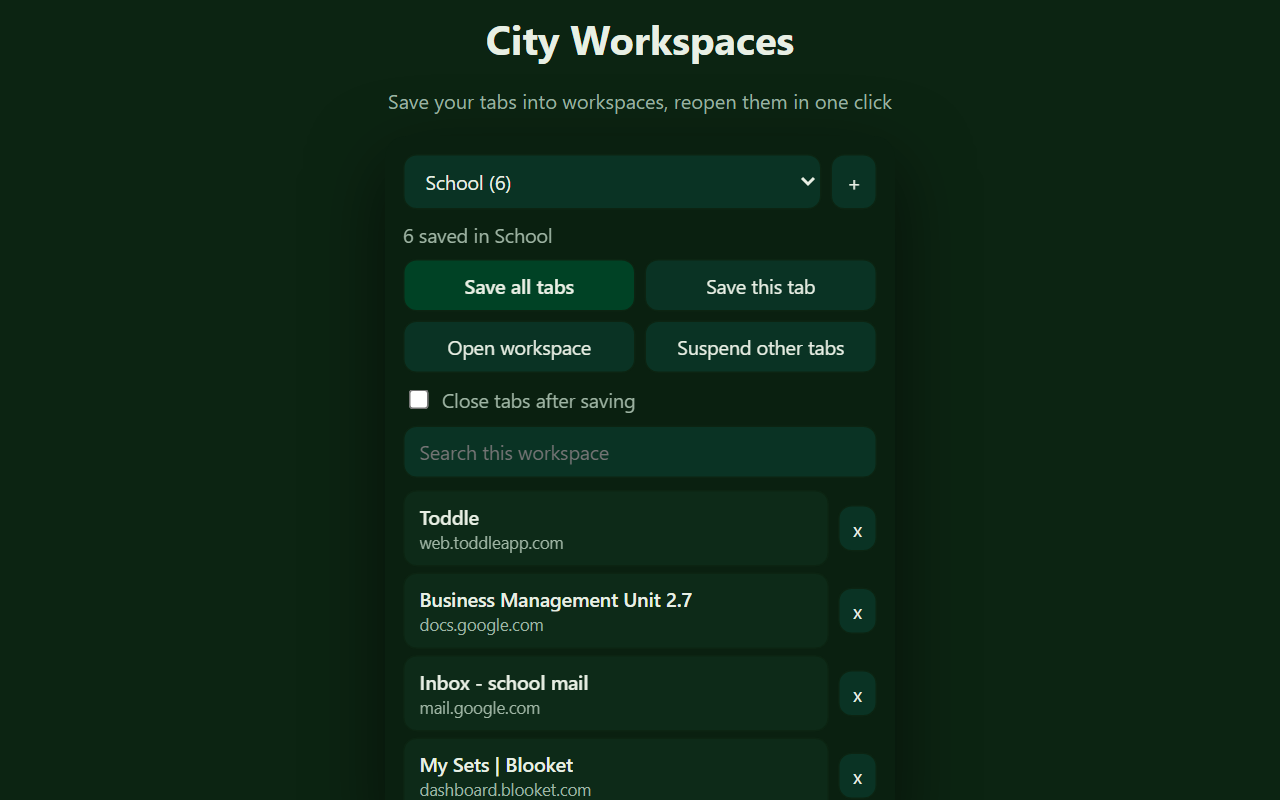 City Workspaces
Save your tabs into workspaces, reopen them in one click
School (6)
+
6 saved in School
Save all tabs
Save this tab
Open workspace
Suspend other tabs
Close tabs after saving
Search this workspace
Toddle
web.toddleapp.com
x
Business Management Unit 2.7
docs.google.com
x
Inbox - school mail
mail.google.com
x
My Sets | Blooket
dashboard.blooket.com
x